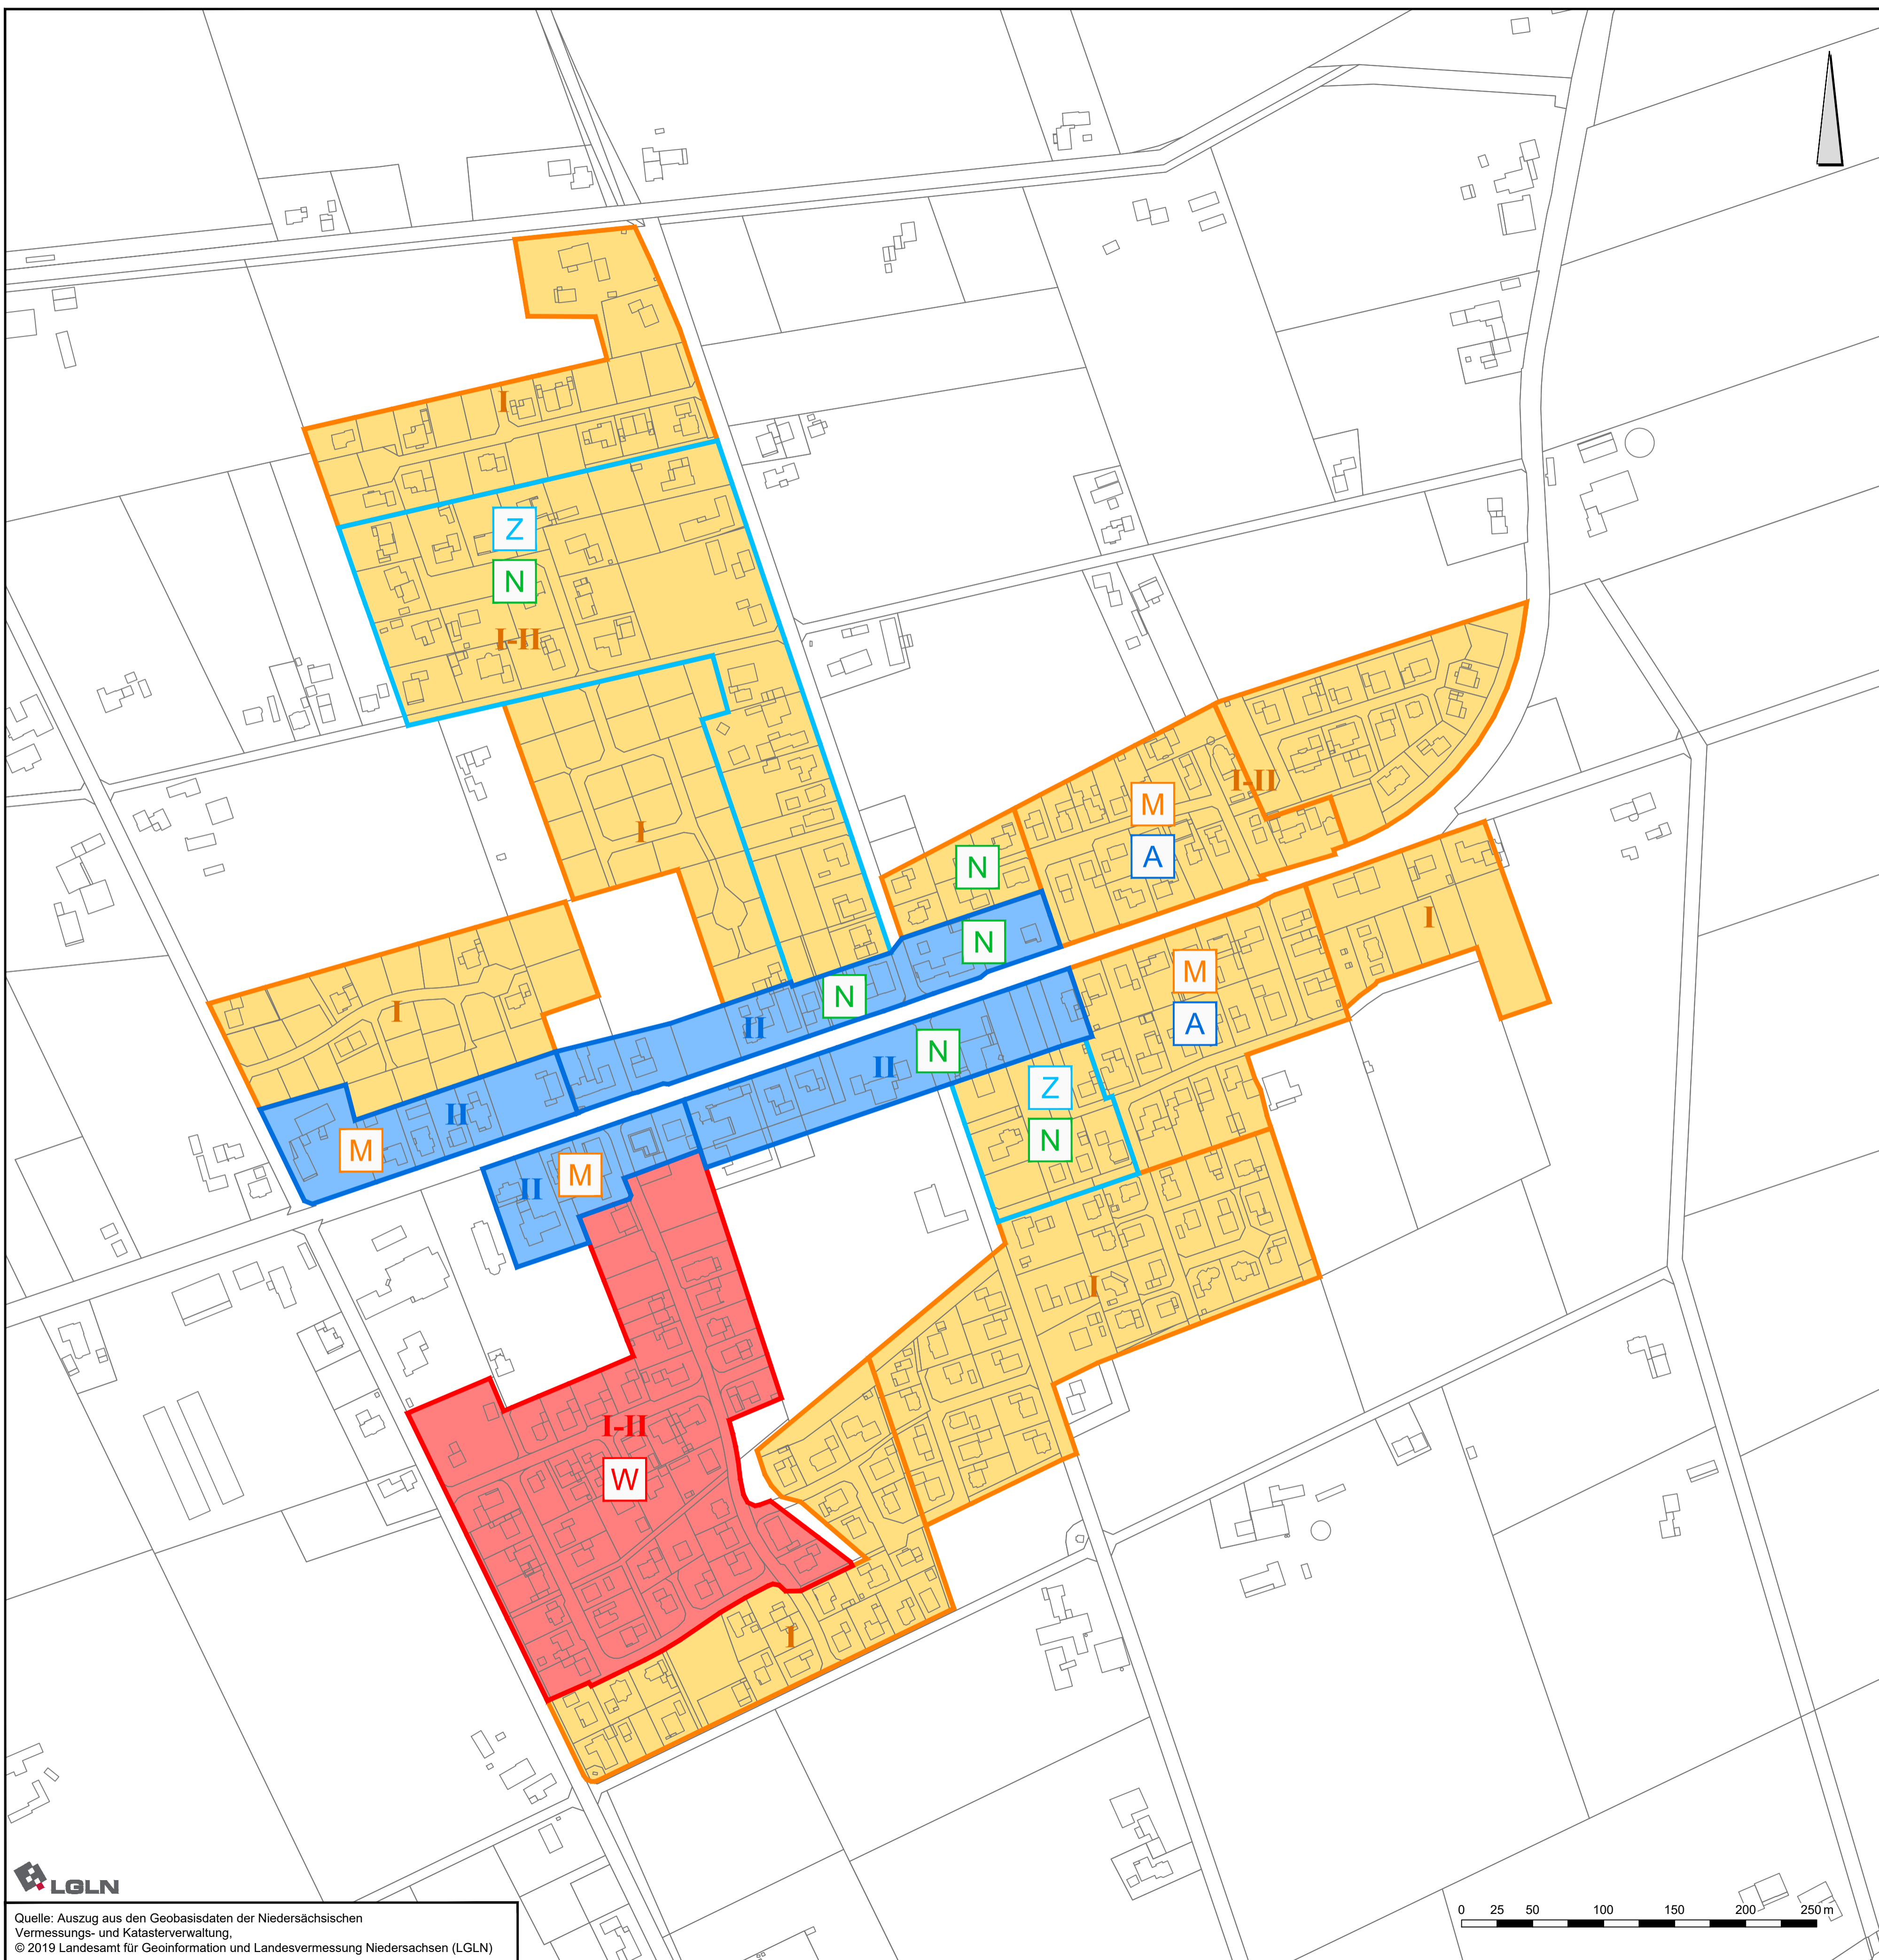 I
Z
N
I-II
I
M
I-II
A
N
N
N
I
M
A
I
II
N
II
Z
N
II
M
M
II
I
I-II
W
I
LGLN
Quelle: Auszug aus den Geobasisdaten der Niedersächsischen
Vermessungs- und Katasterverwaltung,
© 2019 Landesamt für Geoinformation und Landesvermessung Niedersachsen (LGLN)
0 25 50 100 150 200 250 m